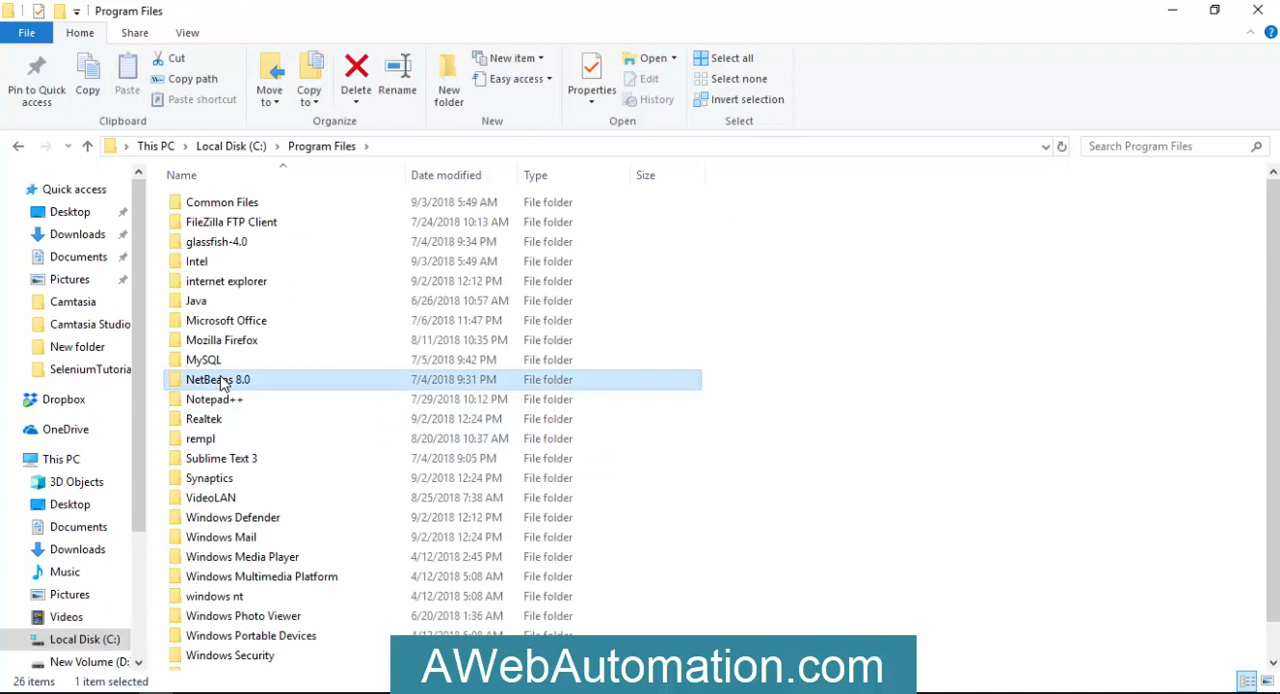 Program Files
File Home Share View
Pin to Quick access
Copy
Paste
Cut
Copy path
Paste shortcut
Clipboard
Move to
Copy to
Delete
Rename
Organize
New folder
New item
Easy access
New
Properties
Open
Edit
History
Open
Select all
Select none
Invert selection
Select
This PC Local Disk (C:) Program Files
Search Program Files
Quick access
Desktop
Downloads
Documents
Pictures
Camtasia
Camtasia Studio
New folder
SeleniumTutoria
Dropbox
OneDrive
This PC
3D Objects
Desktop
Documents
Downloads
Music
Pictures
Videos
Local Disk (C:)
New Volume (D:
Name Date modified Type Size
Common Files 9/3/2018 5:49 AM File folder
FileZilla FTP Client 7/24/2018 10:13 AM File folder
glassfish-4.0 7/4/2018 9:34 PM File folder
Intel 9/3/2018 5:49 AM File folder
internet explorer 9/2/2018 12:12 PM File folder
Java 6/26/2018 10:57 AM File folder
Microsoft Office 7/6/2018 11:47 PM File folder
Mozilla Firefox 8/11/2018 10:35 PM File folder
MySQL 7/5/2018 9:42 PM File folder
NetBeans 8.0 7/4/2018 9:31 PM File folder
Notepad++ 7/29/2018 10:12 PM File folder
Realtek 9/2/2018 12:24 PM File folder
rempl 8/20/2018 10:37 AM File folder
Sublime Text 3 7/4/2018 9:05 PM File folder
Synaptics 9/2/2018 12:24 PM File folder
VideoLAN 8/25/2018 7:38 AM File folder
Windows Defender 9/2/2018 12:12 PM File folder
Windows Mail 9/2/2018 12:24 PM File folder
Windows Media Player 4/12/2018 2:45 PM File folder
Windows Multimedia Platform 4/12/2018 5:08 AM File folder
windows nt 4/12/2018 5:08 AM File folder
Windows Photo Viewer 6/20/2018 1:36 AM File folder
Windows Portable Devices
Windows Security
26 items 1 item selected
AWebAutomation.com